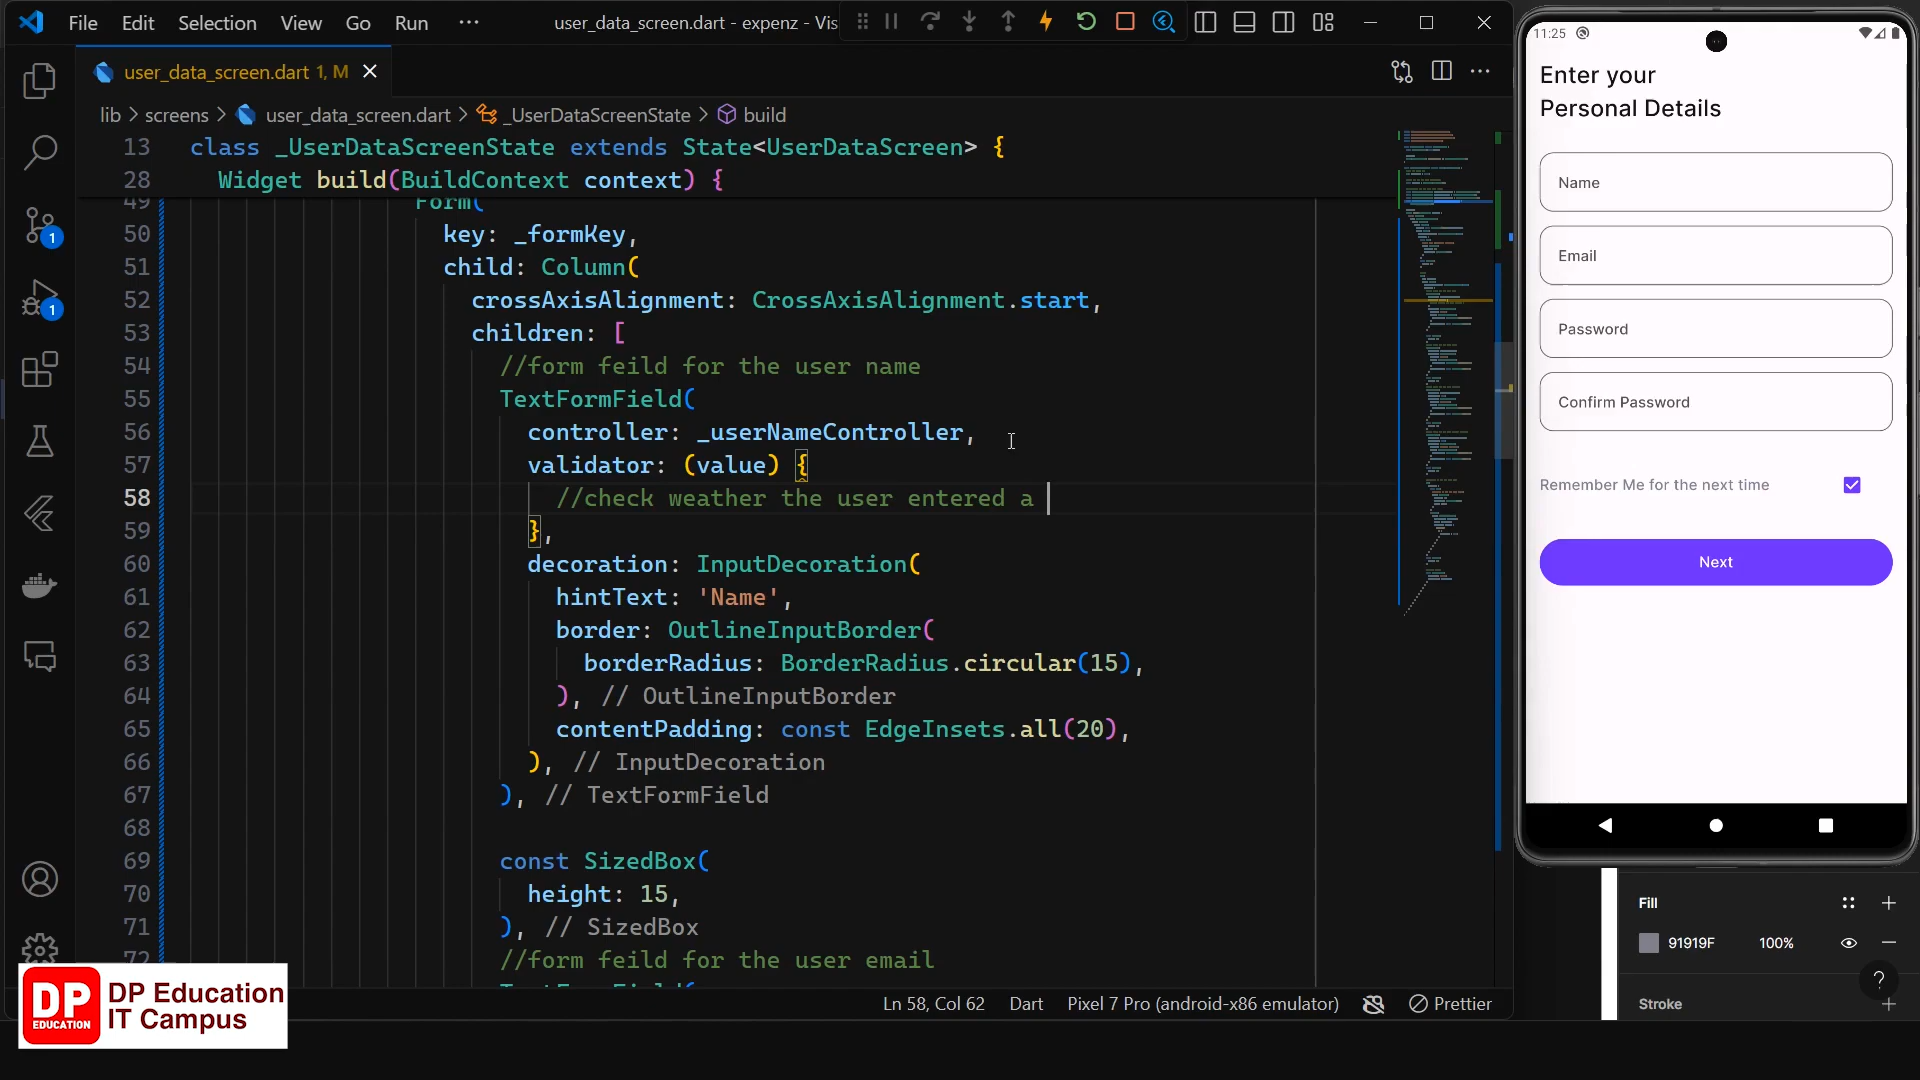 File Edit Selection View Go Run ··· user_data_screen.dart - expenz - Vis
user_data_screen.dart 1, M
lib > screens > user_data_screen.dart > _UserDataScreenState > build
13 class _UserDataScreenState extends State<UserDataScreen> {
28 Widget build(BuildContext context) {
49 Form(
50 key: _formKey,
51 child: Column(
52 crossAxisAlignment: CrossAxisAlignment.start,
53 children: [
54 //form feild for the user name
55 TextFormField(
56 controller: _userNameController,
57 validator: (value) {
58 //check weather the user entered a
59 },
60 decoration: InputDecoration(
61 hintText: 'Name',
62 border: OutlineInputBorder(
63 borderRadius: BorderRadius.circular(15),
64 ), // OutlineInputBorder
65 contentPadding: const EdgeInsets.all(20),
66 ), // InputDecoration
67 ), // TextFormField
68
69 const SizedBox(
70 height: 15,
71 ), // SizedBox
72 //form feild for the user email
TextFormField(
Ln 58, Col 62 Dart Pixel 7 Pro (android-x86 emulator) Prettier
1
1
DP
EDUCATION
DP Education
IT Campus
11:25
Enter your
Personal Details
Name
Email
Password
Confirm Password
Remember Me for the next time
Next
Fill
91919F 100%
?
Stroke